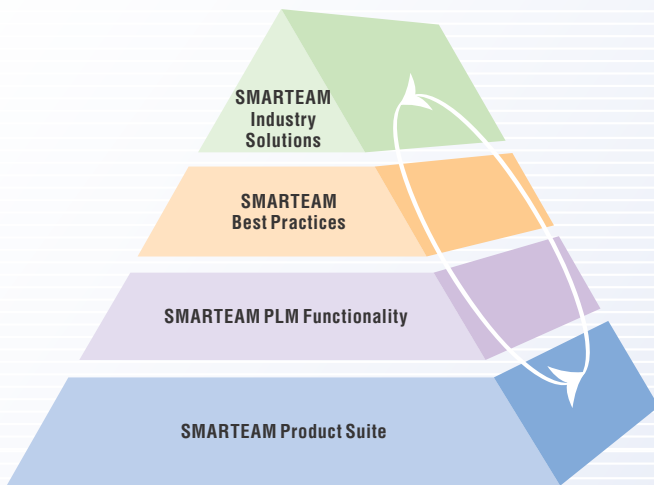 SMARTEAM
Industry
Solutions
SMARTEAM
Best Practices
SMARTEAM PLM Functionality
SMARTEAM Product Suite